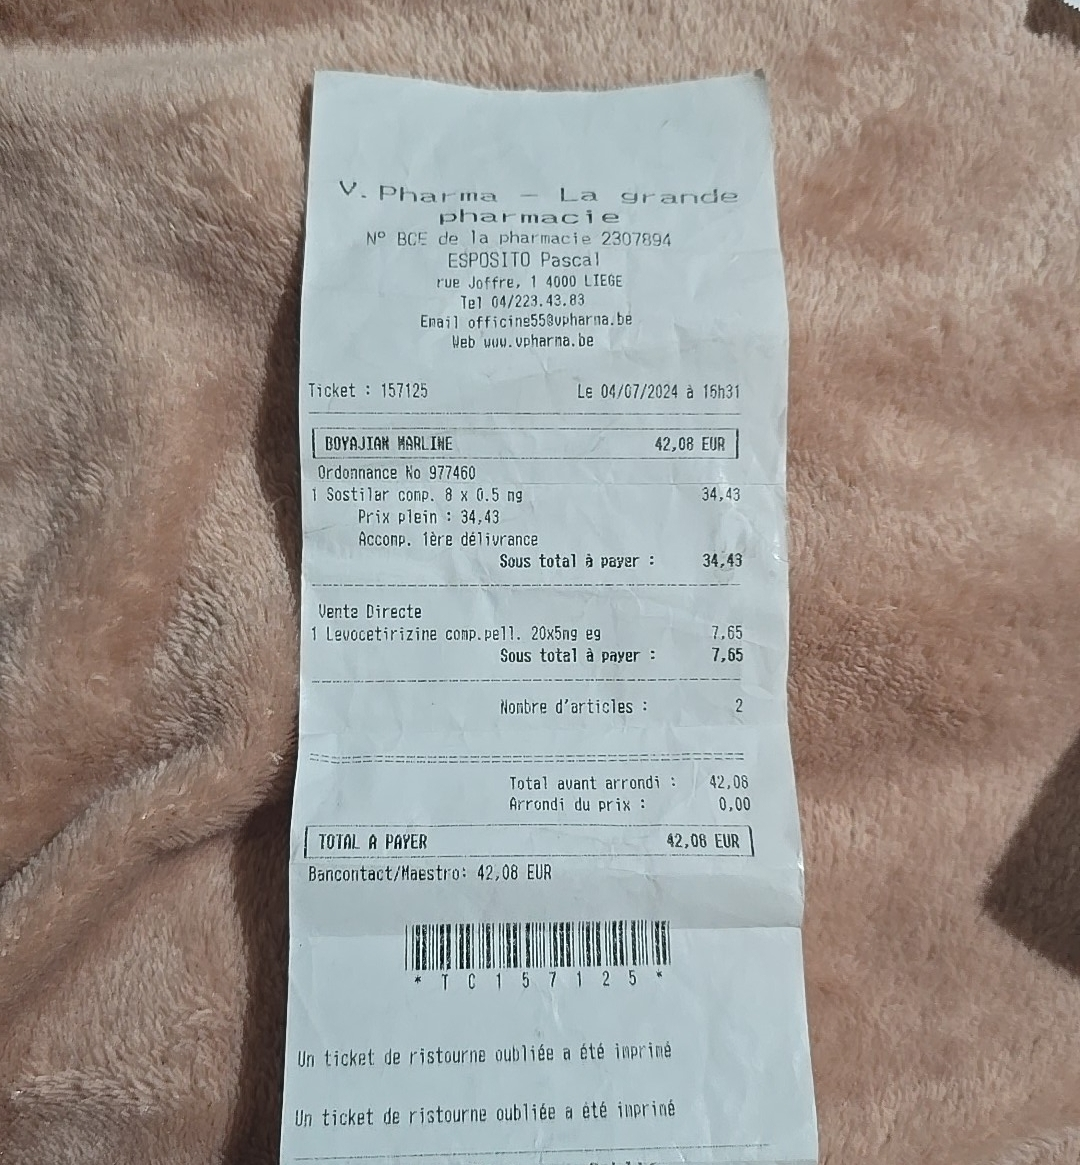 V. Pharma - La grande
pharmacie
N° BCE de la pharmacie 2307894
ESPOSITO Pascal
rue Joffre, 1 4000 LIEGE
Tel 04/223.43.83
Email officine55@vpharma.be
Web www.vpharma.be
Ticket : 157125 Le 04/07/2024 à 16h31
BOYAJIAN MARLINE 42,08 EUR
Ordonnance No 977460
1 Sostilar comp. 8 x 0.5 mg 34,43
Prix plein : 34,43
Accomp. 1ère délivrance
Sous total à payer : 34,43
Vente Directe
1 Levocetirizine comp.pell. 20x5mg eg 7,65
Sous total à payer : 7,65
Nombre d'articles : 2
Total avant arrondi : 42,08
Arrondi du prix : 0,00
TOTAL A PAYER 42,08 EUR
Bancontact/Maestro: 42,08 EUR
* T C 1 5 7 1 2 5 *
Un ticket de ristourne oubliée a été imprimé
Un ticket de ristourne oubliée a été imprimé